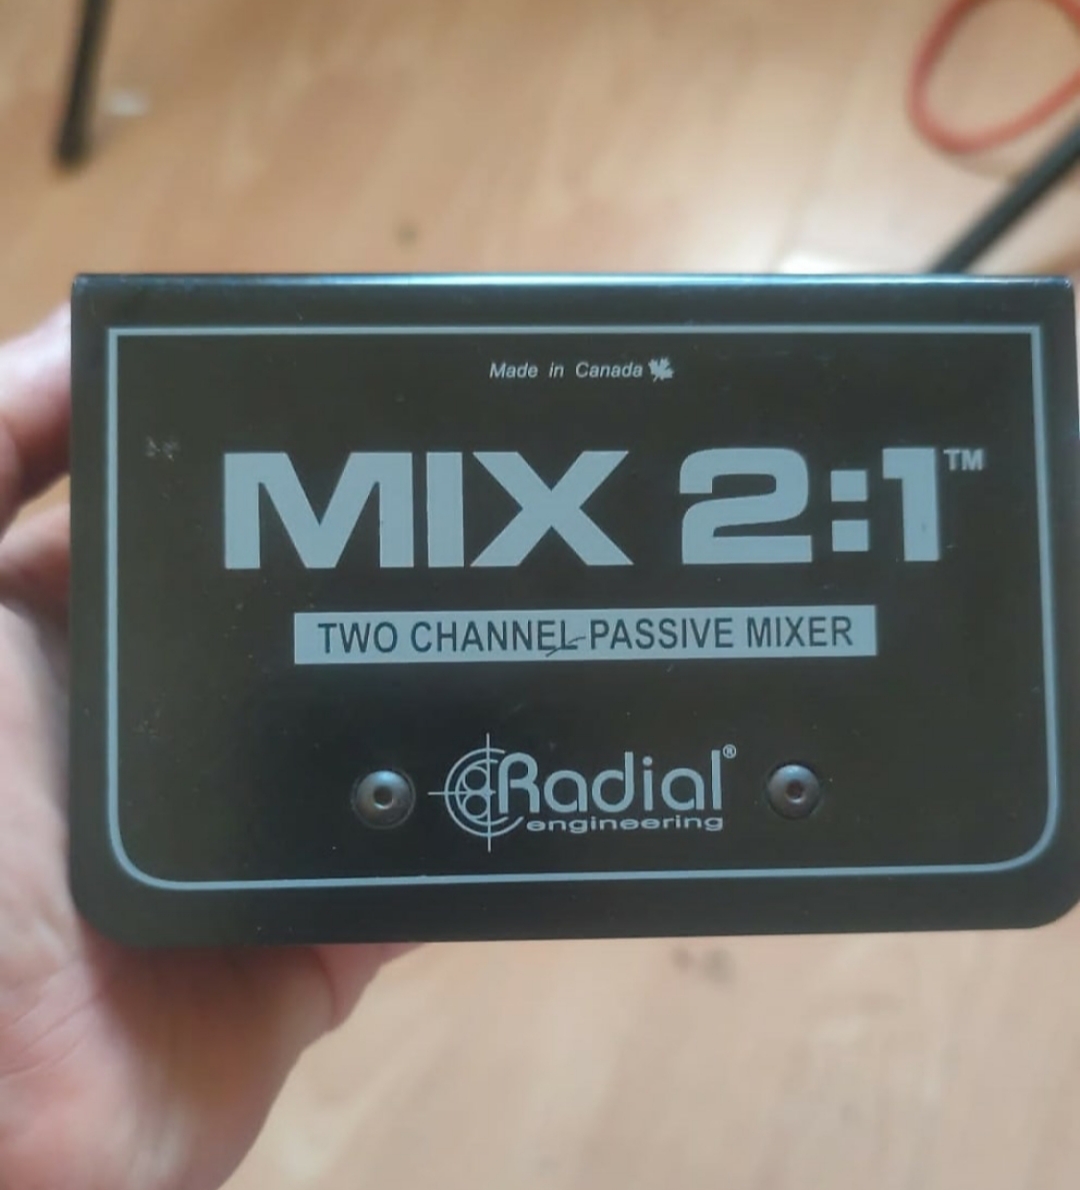 Made in Canada
MIX 2:1™
TWO CHANNEL PASSIVE MIXER
Radial®
engineering